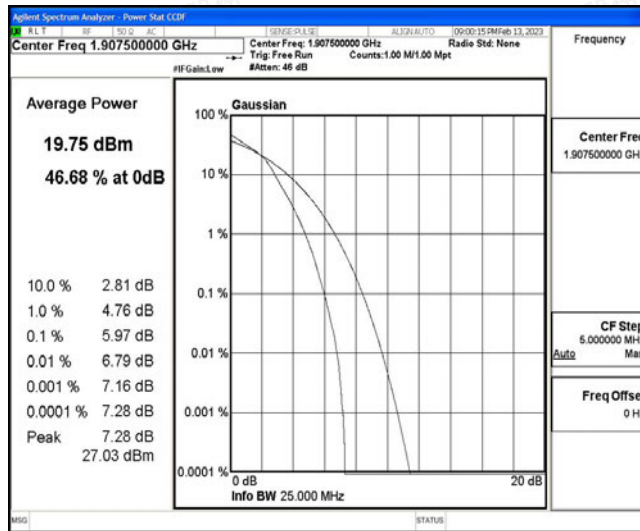 Agilent Spectrum Analyzer - Power Stat CCDF
RLT RF 50 Ω AC SENSE:PULSE ALIGNAUTO 09:00:15 PM Feb 13, 2023
Center Freq 1.907500000 GHz
Center Freq: 1.907500000 GHz Radio Std: None
Trig: Free Run Counts:1.00 M/1.00 Mpt
#IFGain:Low #Atten: 46 dB
Frequency
Average Power
19.75 dBm
46.68 % at 0dB
10.0 % 2.81 dB
1.0 % 4.76 dB
0.1 % 5.97 dB
0.01 % 6.79 dB
0.001 % 7.16 dB
0.0001 % 7.28 dB
Peak 7.28 dB
27.03 dBm
Gaussian
100 %
10 %
1 %
0.1 %
0.01 %
0.001 %
0.0001 %
0 dB 20 dB
Info BW 25.000 MHz
Center Fre
1.907500000 GH
CF Step
5.000000 MH
Auto Ma
Freq Offse
0 H
MSG STATUS